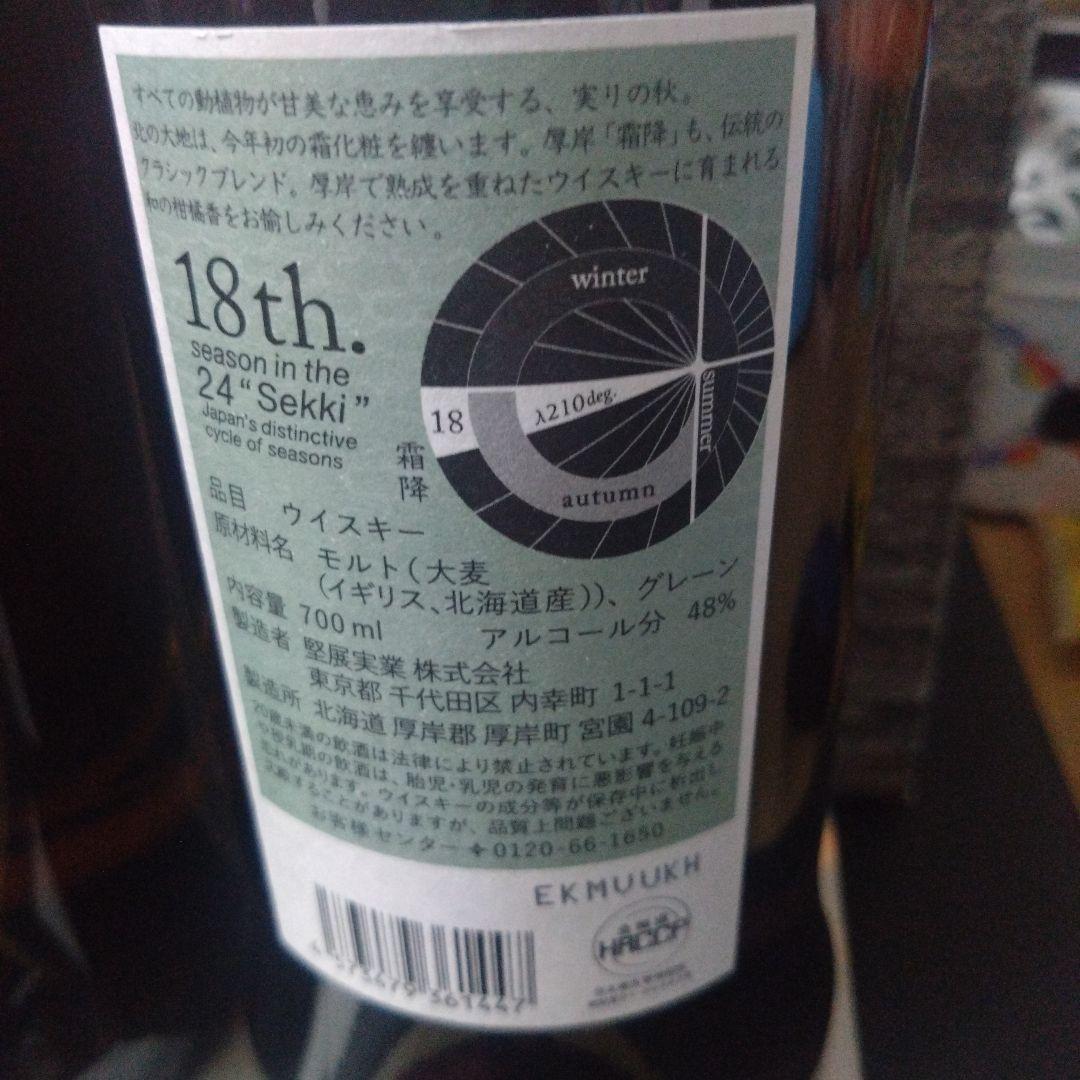 すべての動植物が甘美な恵みを享受する、実りの秋。
北の大地は、今年初の霜化粧を纏います。厚岸「霜降」も、伝統の
クラシックブレンド。厚岸で熟成を重ねたウイスキーに育まれる
和の柑橘香をお愉しみください。
18th.
season in the
24 “Sekki”
Japan's distinctive
cycle of seasons
winter
summer
18
λ210deg.
autumn
霜降
品目 ウイスキー
原材料名 モルト(大麦
(イギリス、北海道産))、グレーン
内容量 700 ml アルコール分 48%
製造者 堅展実業 株式会社
東京都 千代田区 内幸町 1-1-1
製造所 北海道 厚岸郡 厚岸町 宮園 4-109-2
20歳未満の飲酒は法律により禁止されています。妊娠中
や授乳期の飲酒は、胎児・乳児の発育に悪影響を与える
恐れがあります。ウイスキーの成分等が保存中に析出し
沈殿することがありますが、品質上問題ございません。
お客様センター 0120-66-1650
EKMUUKH
HACCP